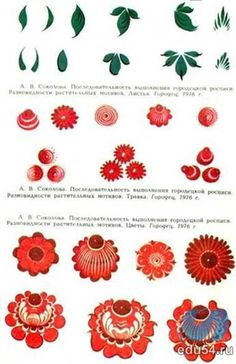 А. В. Соколова. Последовательность выполнения городецкой росписи.
Разновидности растительных мотивов. Листья. Городец, 1976 г.
А. В. Соколова. Последовательность выполнения городецкой росписи.
Разновидности растительных мотивов. Травка. Городец, 1976 г.
А. В. Соколова. Последовательность выполнения городецкой росписи.
Разновидности растительных мотивов. Цветы. Городец, 1976 г.
edu54.ru